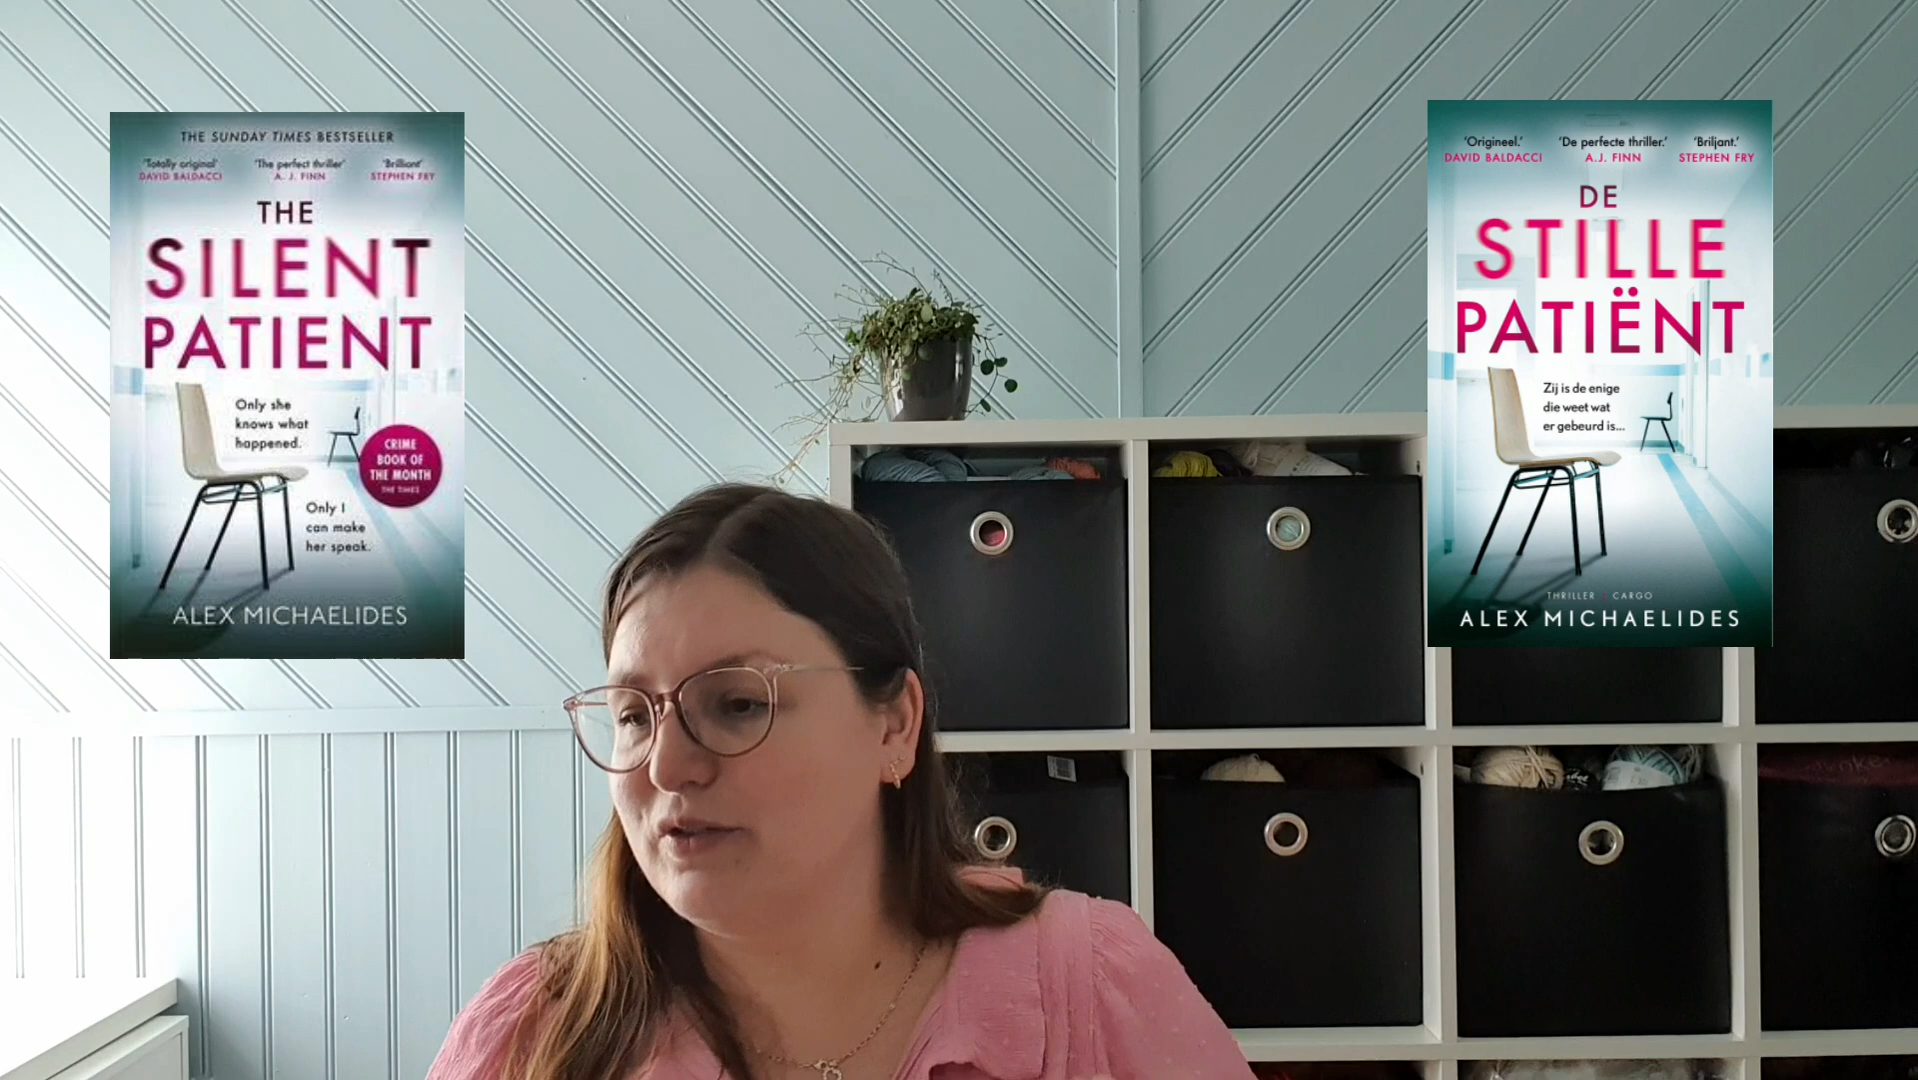 THE SUNDAY TIMES BESTSELLER
'Totally original'
DAVID BALDACCI
'The perfect thriller'
A. J. FINN
'Brilliant'
STEPHEN FRY
THE
SILENT
PATIENT
Only she
knows what
happened.
CRIME
BOOK OF
THE MONTH
THE TIMES
Only I
can make
her speak.
ALEX MICHAELIDES
'Origineel.'
DAVID BALDACCI
'De perfecte thriller.'
A.J. FINN
'Briljant.'
STEPHEN FRY
DE
STILLE
PATIËNT
Zij is de enige
die weet wat
er gebeurd is...
THRILLER CARGO
ALEX MICHAELIDES